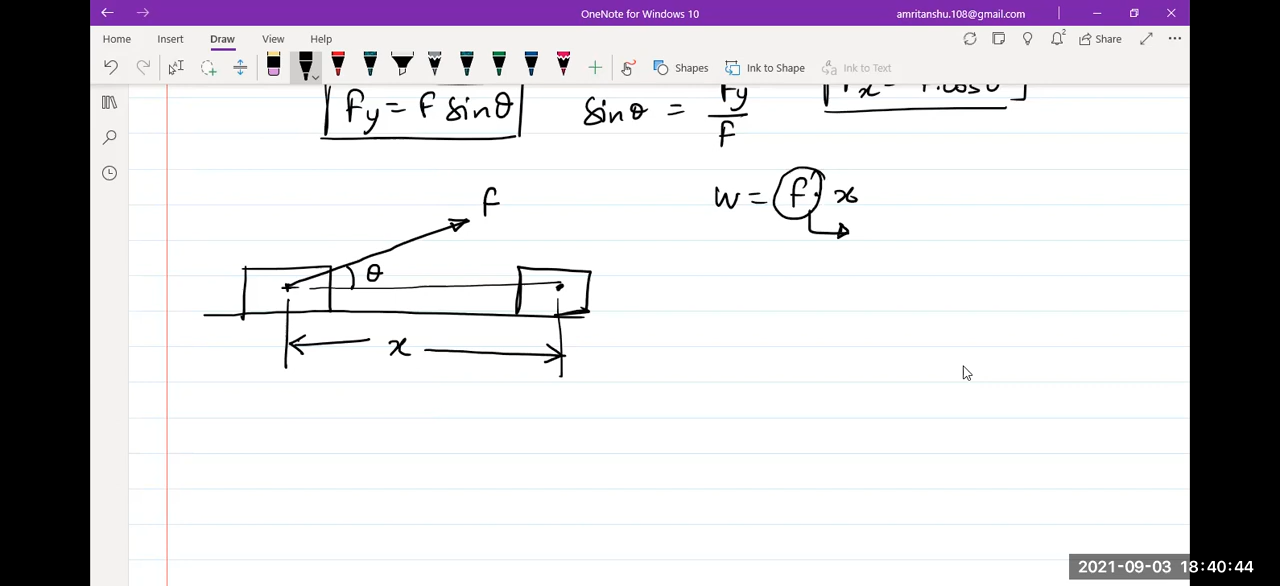 OneNote for Windows 10
amritanshu.108@gmail.com
Home Insert Draw View Help
2
Share
Shapes
Ink to Shape
Ink to Text
fy = F sinθ
sinθ = fy / F
w = f · x
F
θ
x
2021-09-03 18:40:44